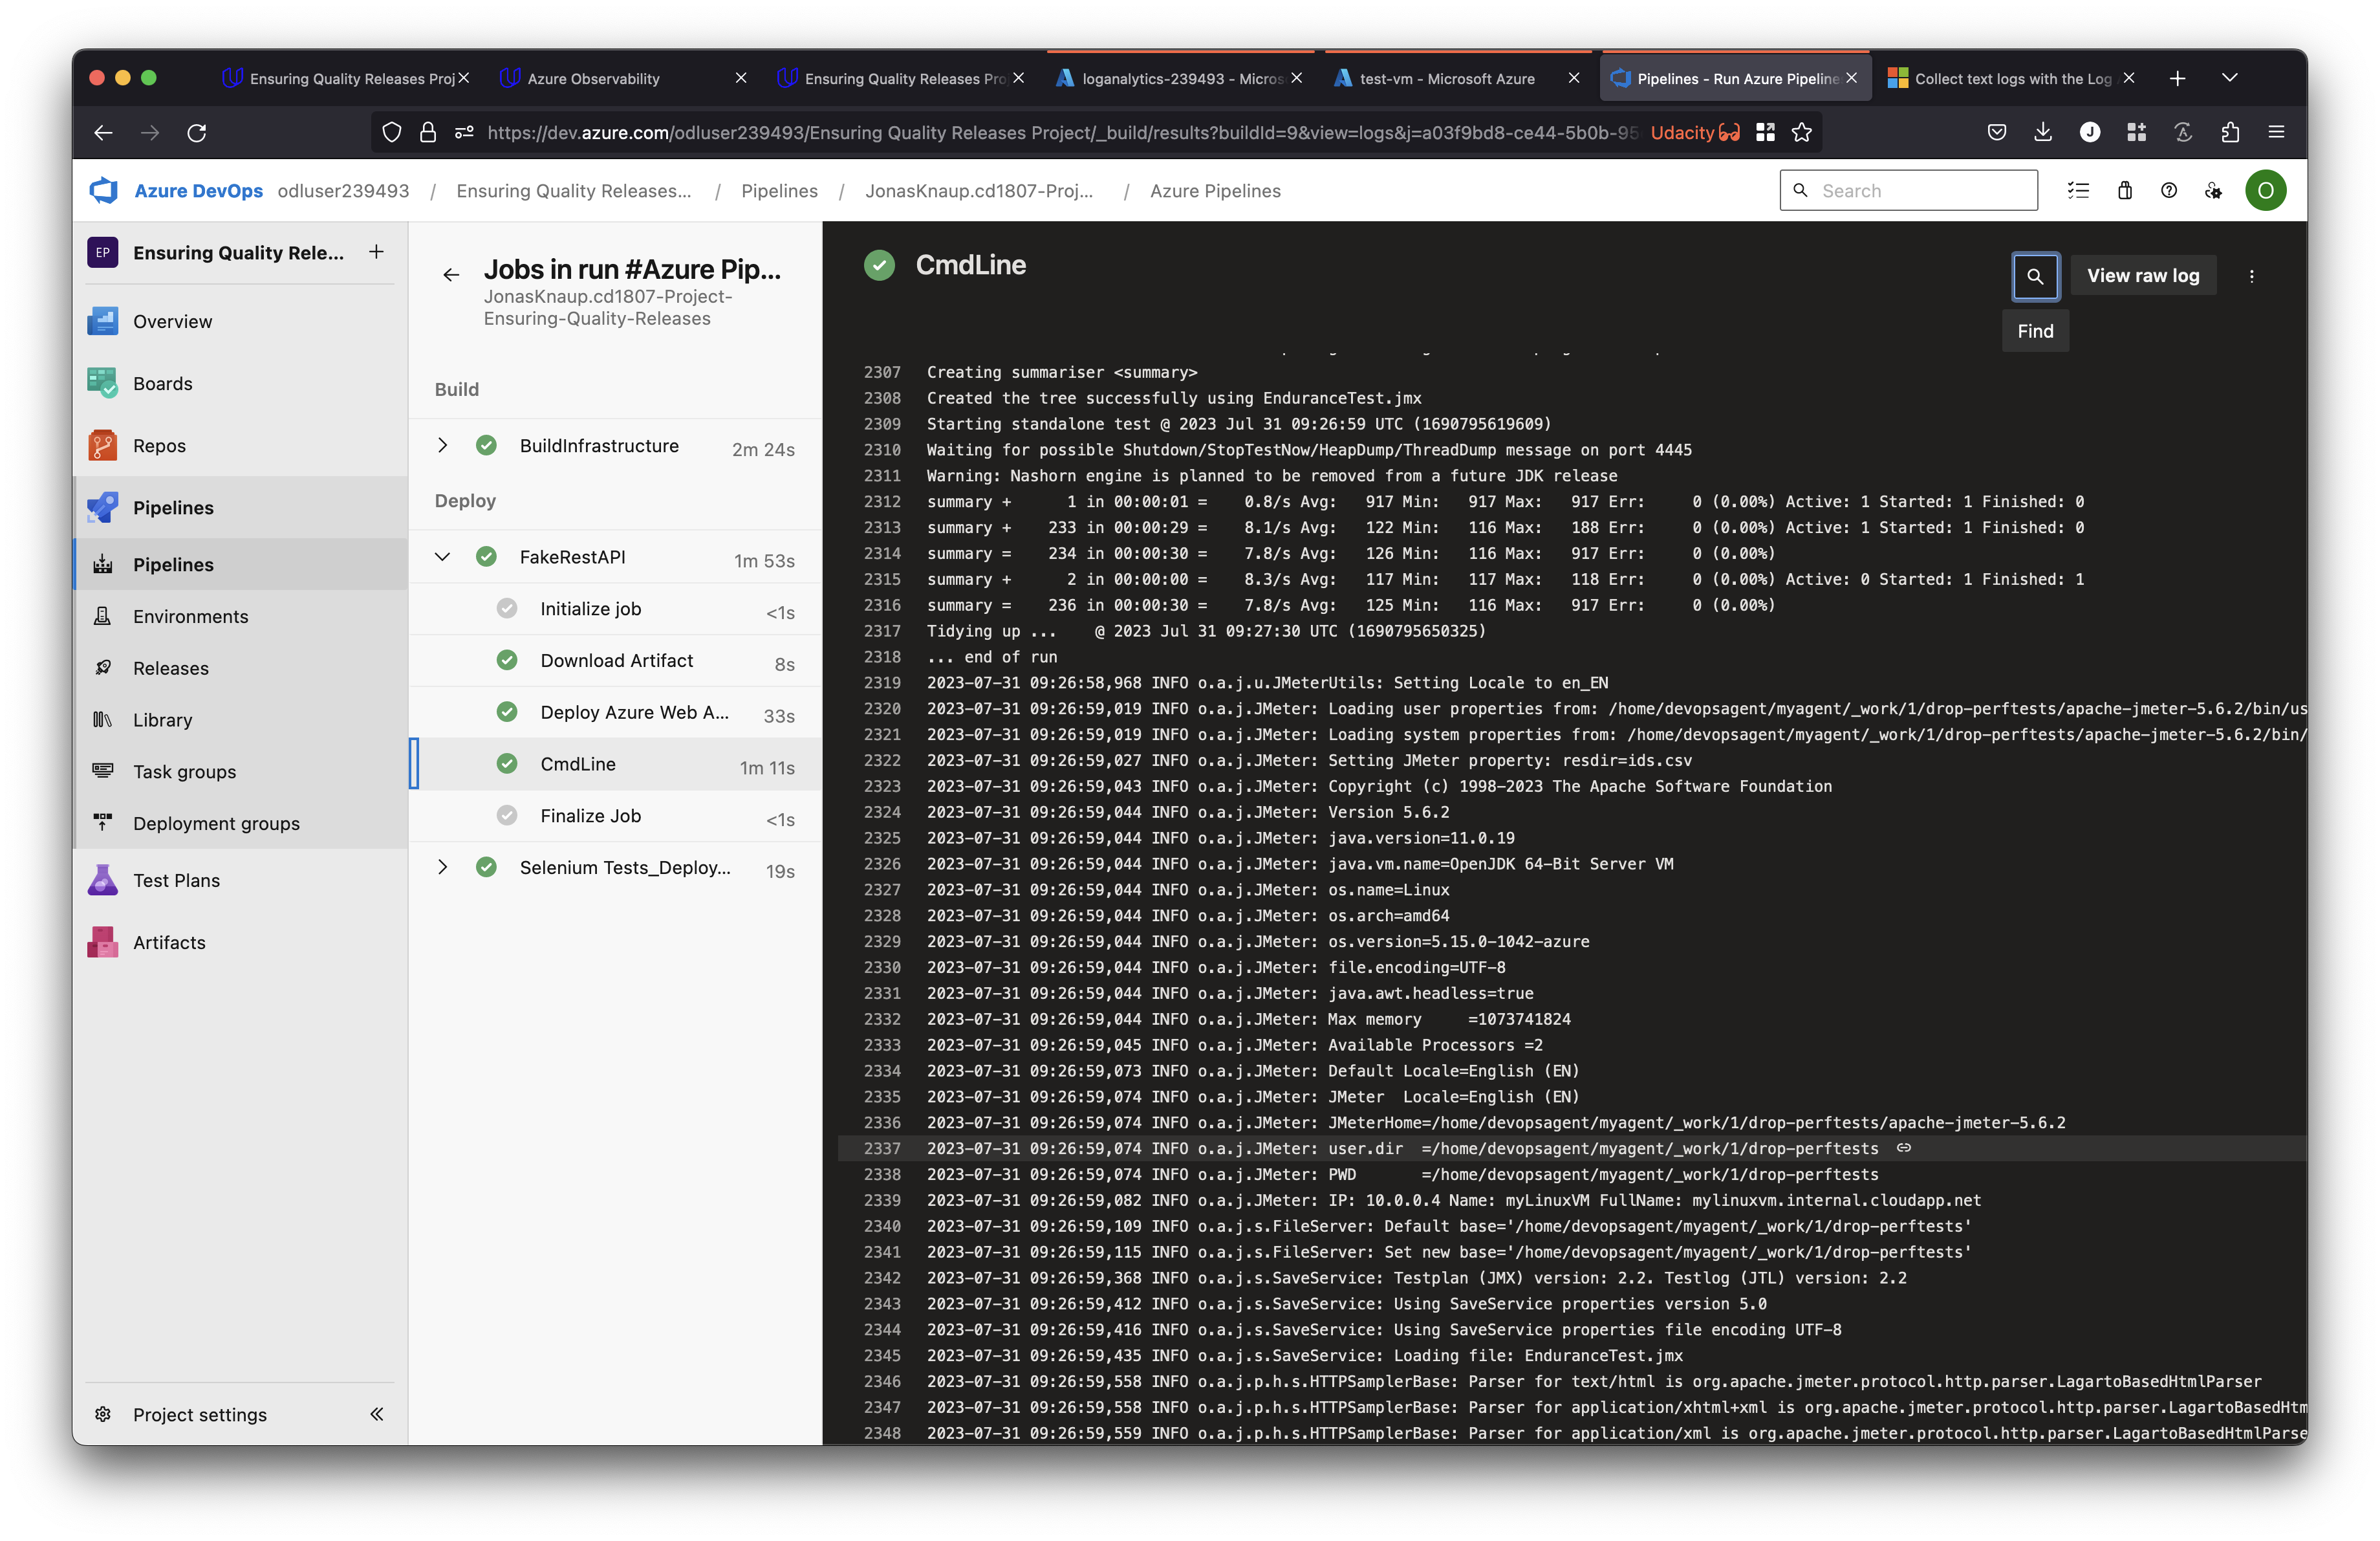 Ensuring Quality Releases Proj
Azure Observability
Ensuring Quality Releases Pro
loganalytics-239493 - Micros
test-vm - Microsoft Azure
Pipelines - Run Azure Pipeline
Collect text logs with the Log
https://dev.azure.com/odluser239493/Ensuring Quality Releases Project/_build/results?buildId=9&view=logs&j=a03f9bd8-ce44-5b0b-95
Udacity
J
Azure DevOps odluser239493 / Ensuring Quality Releases... / Pipelines / JonasKnaup.cd1807-Proj... / Azure Pipelines
Search
O
EP Ensuring Quality Rele...
Overview
Boards
Repos
Pipelines
Pipelines
Environments
Releases
Library
Task groups
Deployment groups
Test Plans
Artifacts
Project settings
Jobs in run #Azure Pip...
JonasKnaup.cd1807-Project-
Ensuring-Quality-Releases
Build
BuildInfrastructure 2m 24s
Deploy
FakeRestAPI 1m 53s
Initialize job <1s
Download Artifact 8s
Deploy Azure Web A... 33s
CmdLine 1m 11s
Finalize Job <1s
Selenium Tests_Deploy... 19s
CmdLine
View raw log
Find
2307 Creating summariser <summary>
2308 Created the tree successfully using EnduranceTest.jmx
2309 Starting standalone test @ 2023 Jul 31 09:26:59 UTC (1690795619609)
2310 Waiting for possible Shutdown/StopTestNow/HeapDump/ThreadDump message on port 4445
2311 Warning: Nashorn engine is planned to be removed from a future JDK release
2312 summary + 1 in 00:00:01 = 0.8/s Avg: 917 Min: 917 Max: 917 Err: 0 (0.00%) Active: 1 Started: 1 Finished: 0
2313 summary + 233 in 00:00:29 = 8.1/s Avg: 122 Min: 116 Max: 188 Err: 0 (0.00%) Active: 1 Started: 1 Finished: 0
2314 summary = 234 in 00:00:30 = 7.8/s Avg: 126 Min: 116 Max: 917 Err: 0 (0.00%)
2315 summary + 2 in 00:00:00 = 8.3/s Avg: 117 Min: 117 Max: 118 Err: 0 (0.00%) Active: 0 Started: 1 Finished: 1
2316 summary = 236 in 00:00:30 = 7.8/s Avg: 125 Min: 116 Max: 917 Err: 0 (0.00%)
2317 Tidying up ... @ 2023 Jul 31 09:27:30 UTC (1690795650325)
2318 ... end of run
2319 2023-07-31 09:26:58,968 INFO o.a.j.u.JMeterUtils: Setting Locale to en_EN
2320 2023-07-31 09:26:59,019 INFO o.a.j.JMeter: Loading user properties from: /home/devopsagent/myagent/_work/1/drop-perftests/apache-jmeter-5.6.2/bin/us
2321 2023-07-31 09:26:59,019 INFO o.a.j.JMeter: Loading system properties from: /home/devopsagent/myagent/_work/1/drop-perftests/apache-jmeter-5.6.2/bin/
2322 2023-07-31 09:26:59,027 INFO o.a.j.JMeter: Setting JMeter property: resdir=ids.csv
2323 2023-07-31 09:26:59,043 INFO o.a.j.JMeter: Copyright (c) 1998-2023 The Apache Software Foundation
2324 2023-07-31 09:26:59,044 INFO o.a.j.JMeter: Version 5.6.2
2325 2023-07-31 09:26:59,044 INFO o.a.j.JMeter: java.version=11.0.19
2326 2023-07-31 09:26:59,044 INFO o.a.j.JMeter: java.vm.name=OpenJDK 64-Bit Server VM
2327 2023-07-31 09:26:59,044 INFO o.a.j.JMeter: os.name=Linux
2328 2023-07-31 09:26:59,044 INFO o.a.j.JMeter: os.arch=amd64
2329 2023-07-31 09:26:59,044 INFO o.a.j.JMeter: os.version=5.15.0-1042-azure
2330 2023-07-31 09:26:59,044 INFO o.a.j.JMeter: file.encoding=UTF-8
2331 2023-07-31 09:26:59,044 INFO o.a.j.JMeter: java.awt.headless=true
2332 2023-07-31 09:26:59,044 INFO o.a.j.JMeter: Max memory =1073741824
2333 2023-07-31 09:26:59,045 INFO o.a.j.JMeter: Available Processors =2
2334 2023-07-31 09:26:59,073 INFO o.a.j.JMeter: Default Locale=English (EN)
2335 2023-07-31 09:26:59,074 INFO o.a.j.JMeter: JMeter Locale=English (EN)
2336 2023-07-31 09:26:59,074 INFO o.a.j.JMeter: JMeterHome=/home/devopsagent/myagent/_work/1/drop-perftests/apache-jmeter-5.6.2
2337 2023-07-31 09:26:59,074 INFO o.a.j.JMeter: user.dir =/home/devopsagent/myagent/_work/1/drop-perftests
2338 2023-07-31 09:26:59,074 INFO o.a.j.JMeter: PWD =/home/devopsagent/myagent/_work/1/drop-perftests
2339 2023-07-31 09:26:59,082 INFO o.a.j.JMeter: IP: 10.0.0.4 Name: myLinuxVM FullName: mylinuxvm.internal.cloudapp.net
2340 2023-07-31 09:26:59,109 INFO o.a.j.s.FileServer: Default base='/home/devopsagent/myagent/_work/1/drop-perftests'
2341 2023-07-31 09:26:59,115 INFO o.a.j.s.FileServer: Set new base='/home/devopsagent/myagent/_work/1/drop-perftests'
2342 2023-07-31 09:26:59,368 INFO o.a.j.s.SaveService: Testplan (JMX) version: 2.2. Testlog (JTL) version: 2.2
2343 2023-07-31 09:26:59,412 INFO o.a.j.s.SaveService: Using SaveService properties version 5.0
2344 2023-07-31 09:26:59,416 INFO o.a.j.s.SaveService: Using SaveService properties file encoding UTF-8
2345 2023-07-31 09:26:59,435 INFO o.a.j.s.SaveService: Loading file: EnduranceTest.jmx
2346 2023-07-31 09:26:59,558 INFO o.a.j.p.h.s.HTTPSamplerBase: Parser for text/html is org.apache.jmeter.protocol.http.parser.LagartoBasedHtmlParser
2347 2023-07-31 09:26:59,558 INFO o.a.j.p.h.s.HTTPSamplerBase: Parser for application/xhtml+xml is org.apache.jmeter.protocol.http.parser.LagartoBasedHtm
2348 2023-07-31 09:26:59,559 INFO o.a.j.p.h.s.HTTPSamplerBase: Parser for application/xml is org.apache.jmeter.protocol.http.parser.LagartoBasedHtmlParse